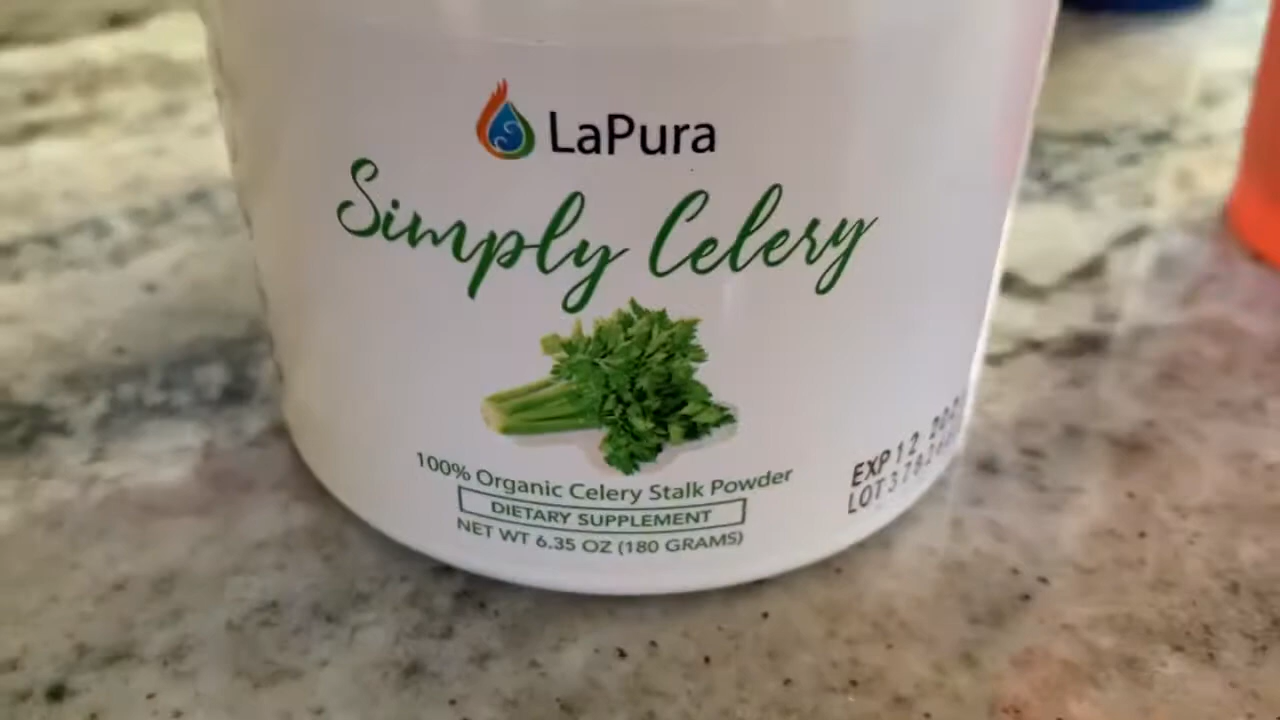 LaPura
Simply Celery
100% Organic Celery Stalk Powder
DIETARY SUPPLEMENT
NET WT 6.35 OZ (180 GRAMS)
EXP 12
LOT